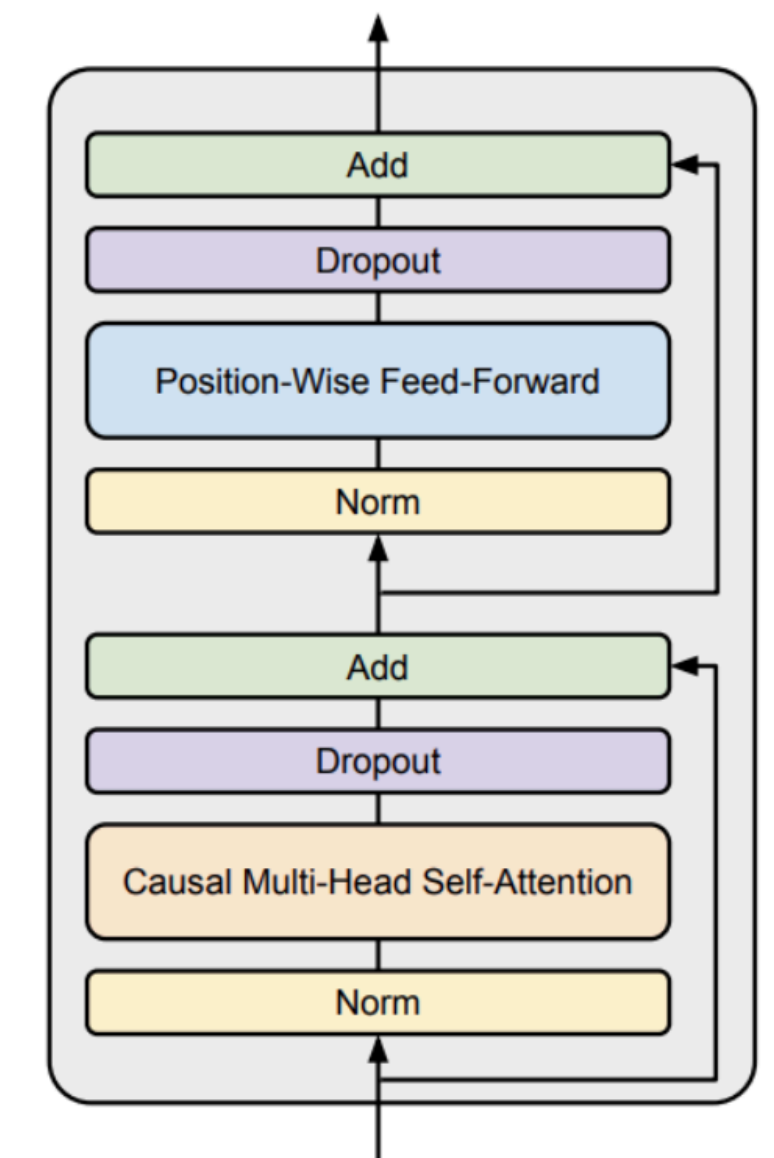 Add
Dropout
Position-Wise Feed-Forward
Norm
Add
Dropout
Causal Multi-Head Self-Attention
Norm